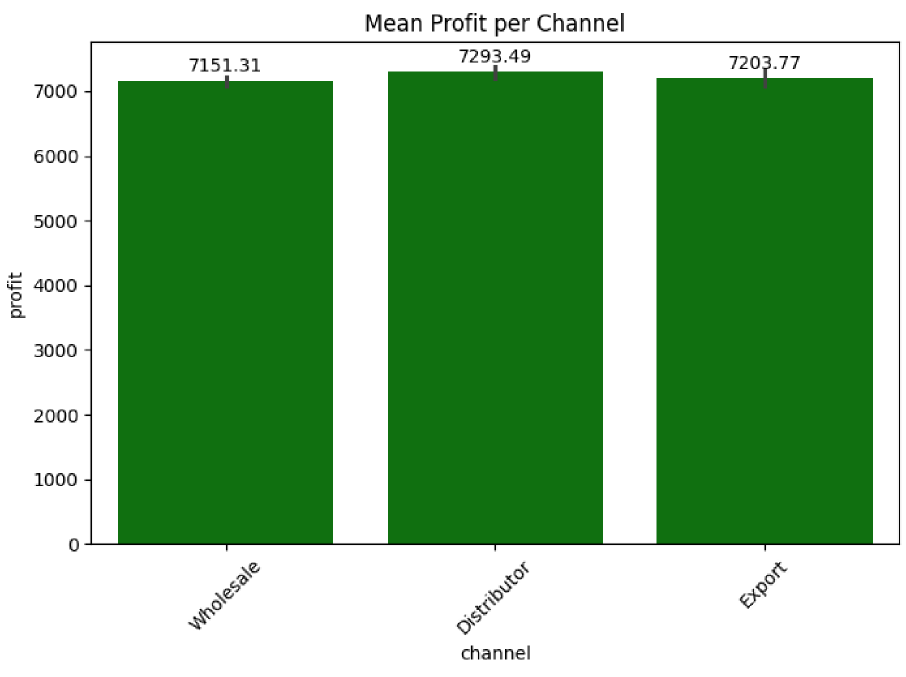 Mean Profit per Channel
7151.31
7293.49
7203.77
7000
6000
5000
4000
3000
2000
1000
0
profit
Wholesale
Distributor
Export
channel